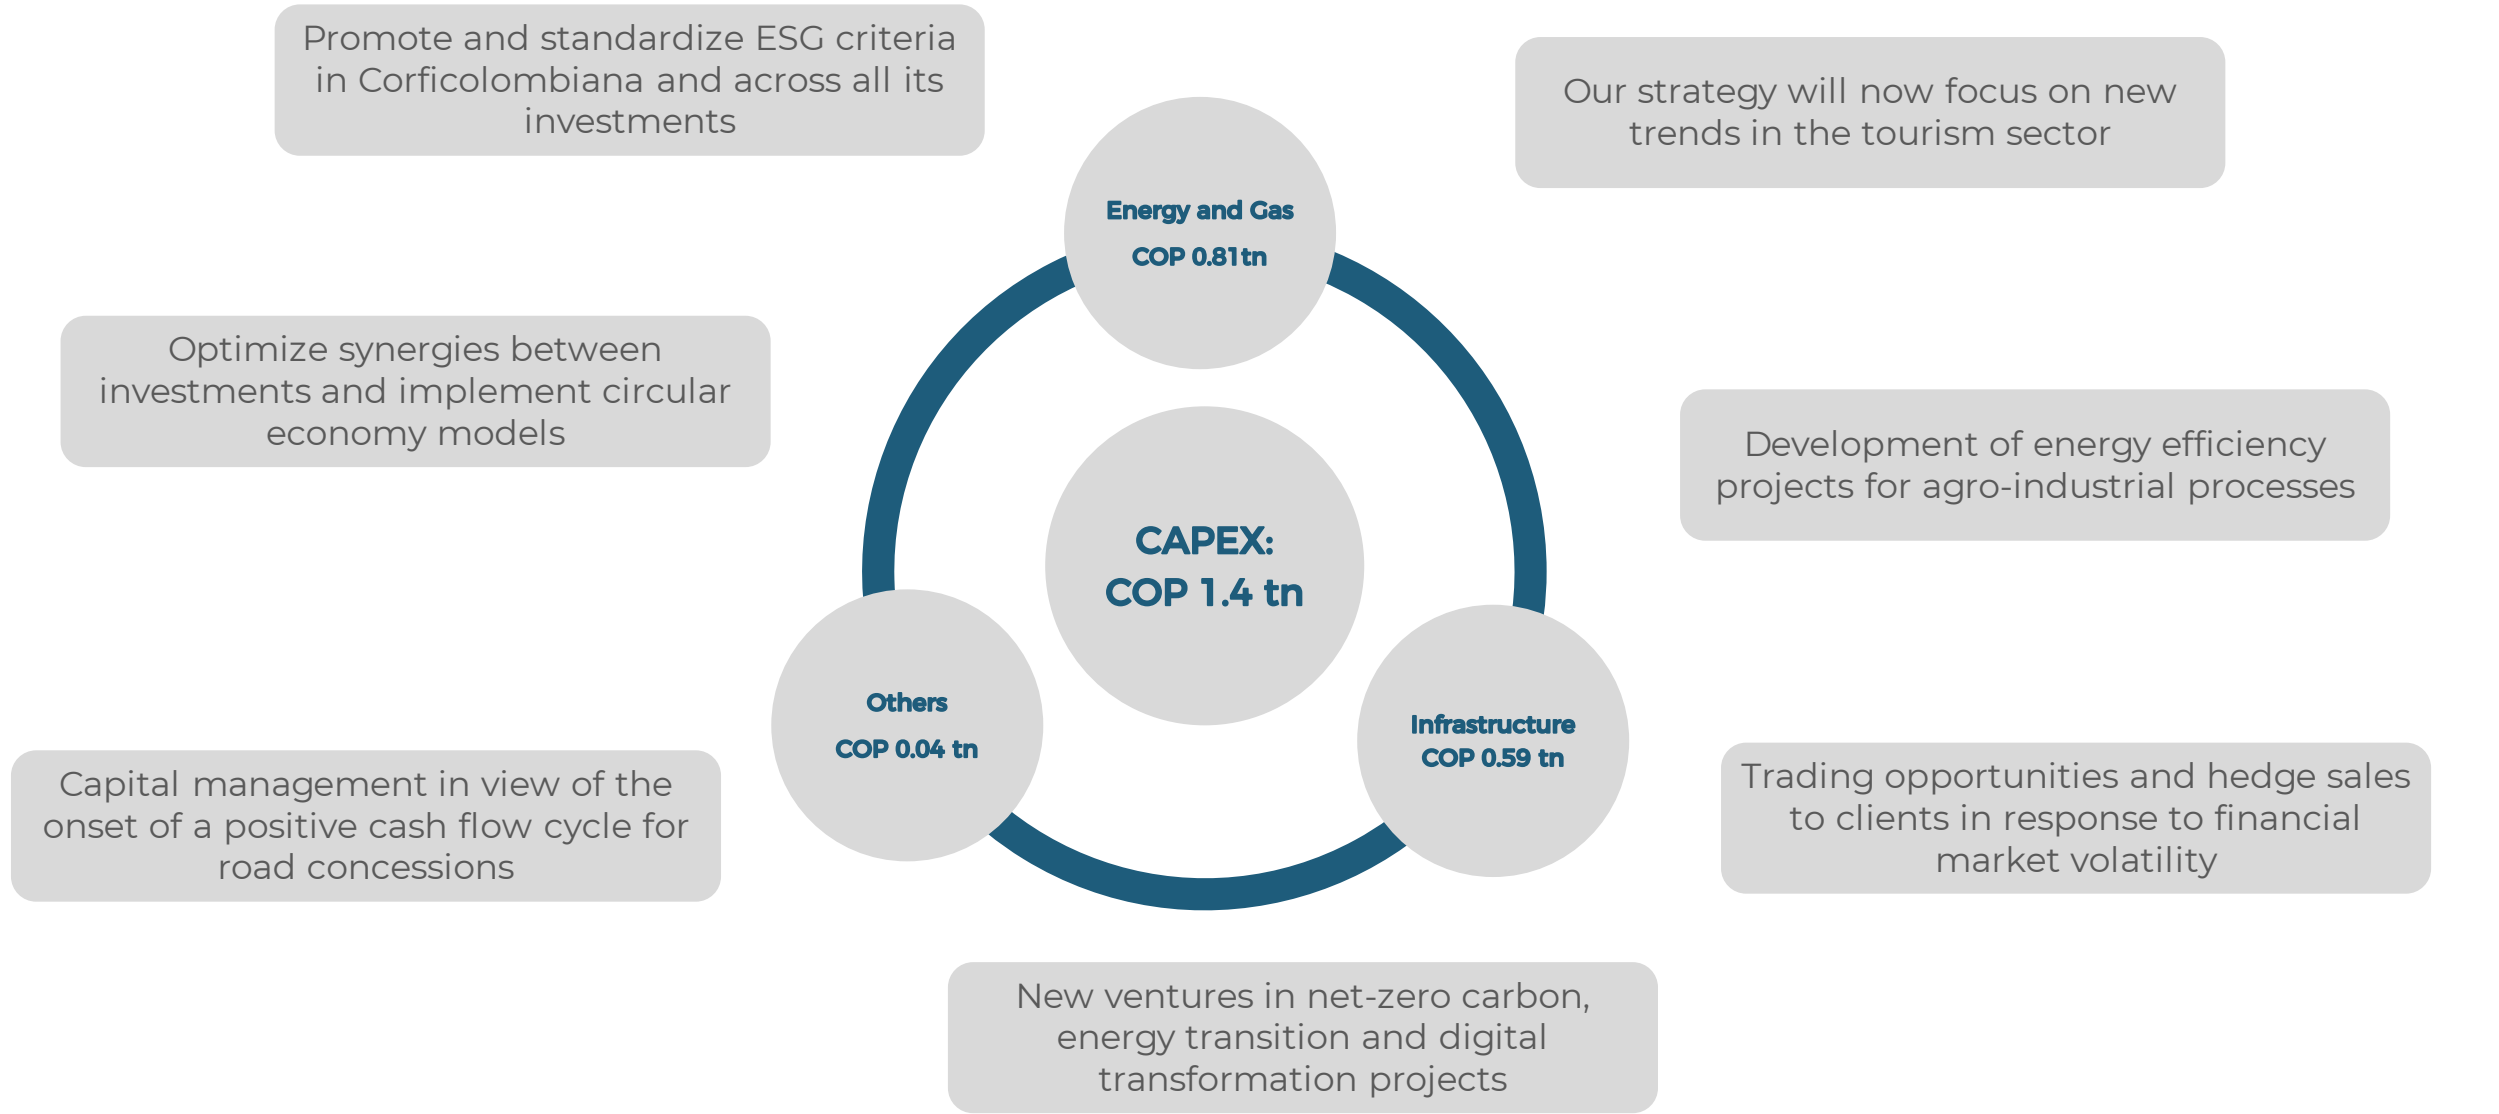 Promote and standardize ESG criteria
in Corficolombiana and across all its
investments
Our strategy will now focus on new
trends in the tourism sector
Energy and Gas
COP 0.81tn
Optimize synergies between
investments and implement circular
economy models
Development of energy efficiency
projects for agro-industrial processes
CAPEX:
COP 1.4 tn
Others
COP 0.04 tn
Infrastructure
COP 0.59 tn
Capital management in view of the
onset of a positive cash flow cycle for
road concessions
Trading opportunities and hedge sales
to clients in response to financial
market volatility
New ventures in net-zero carbon,
energy transition and digital
transformation projects